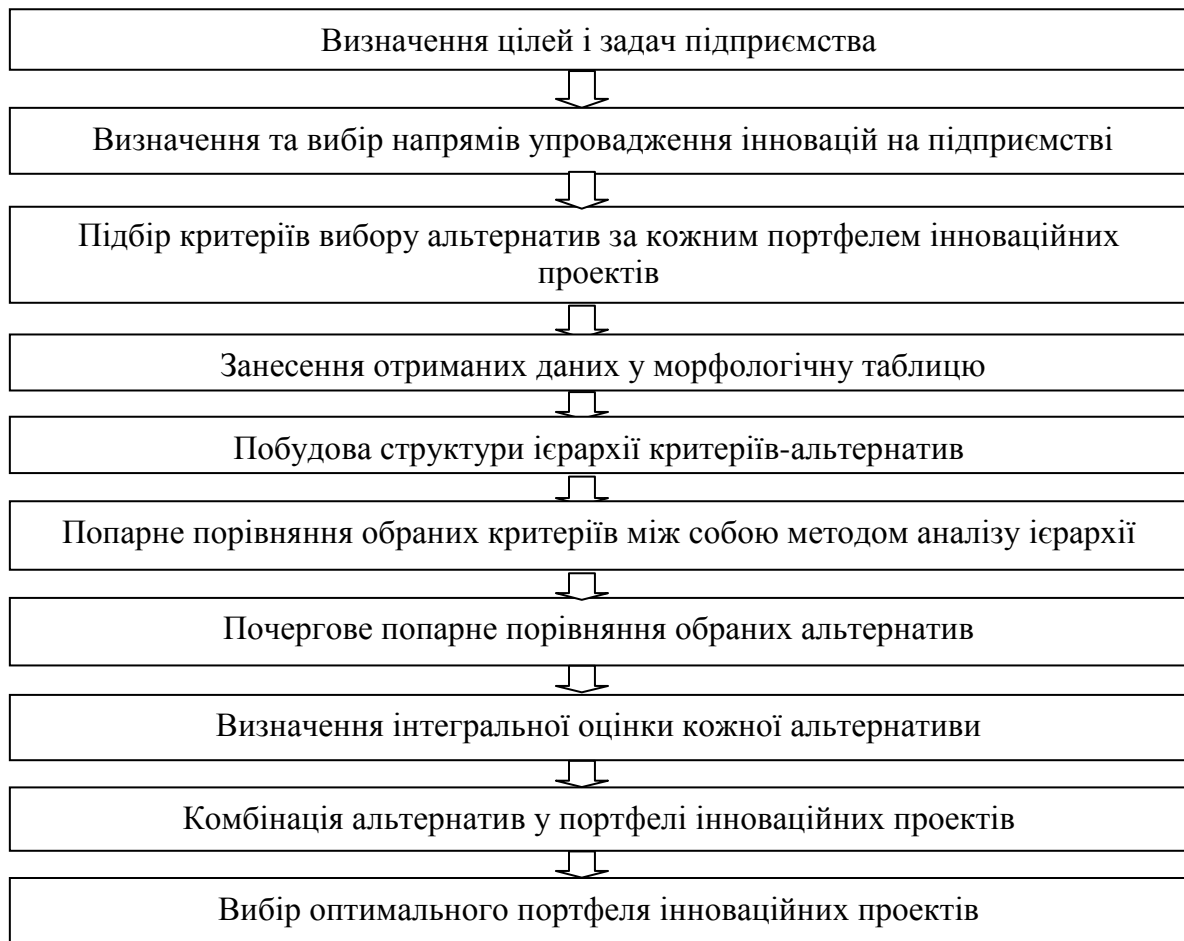 Визначення цілей і задач підприємства
Визначення та вибір напрямів упровадження інновацій на підприємстві
Підбір критеріїв вибору альтернатив за кожним портфелем інноваційних
проектів
Занесення отриманих даних у морфологічну таблицю
Побудова структури ієрархії критеріїв-альтернатив
Попарне порівняння обраних критеріїв між собою методом аналізу ієрархії
Почергове попарне порівняння обраних альтернатив
Визначення інтегральної оцінки кожної альтернативи
Комбінація альтернатив у портфелі інноваційних проектів
Вибір оптимального портфеля інноваційних проектів